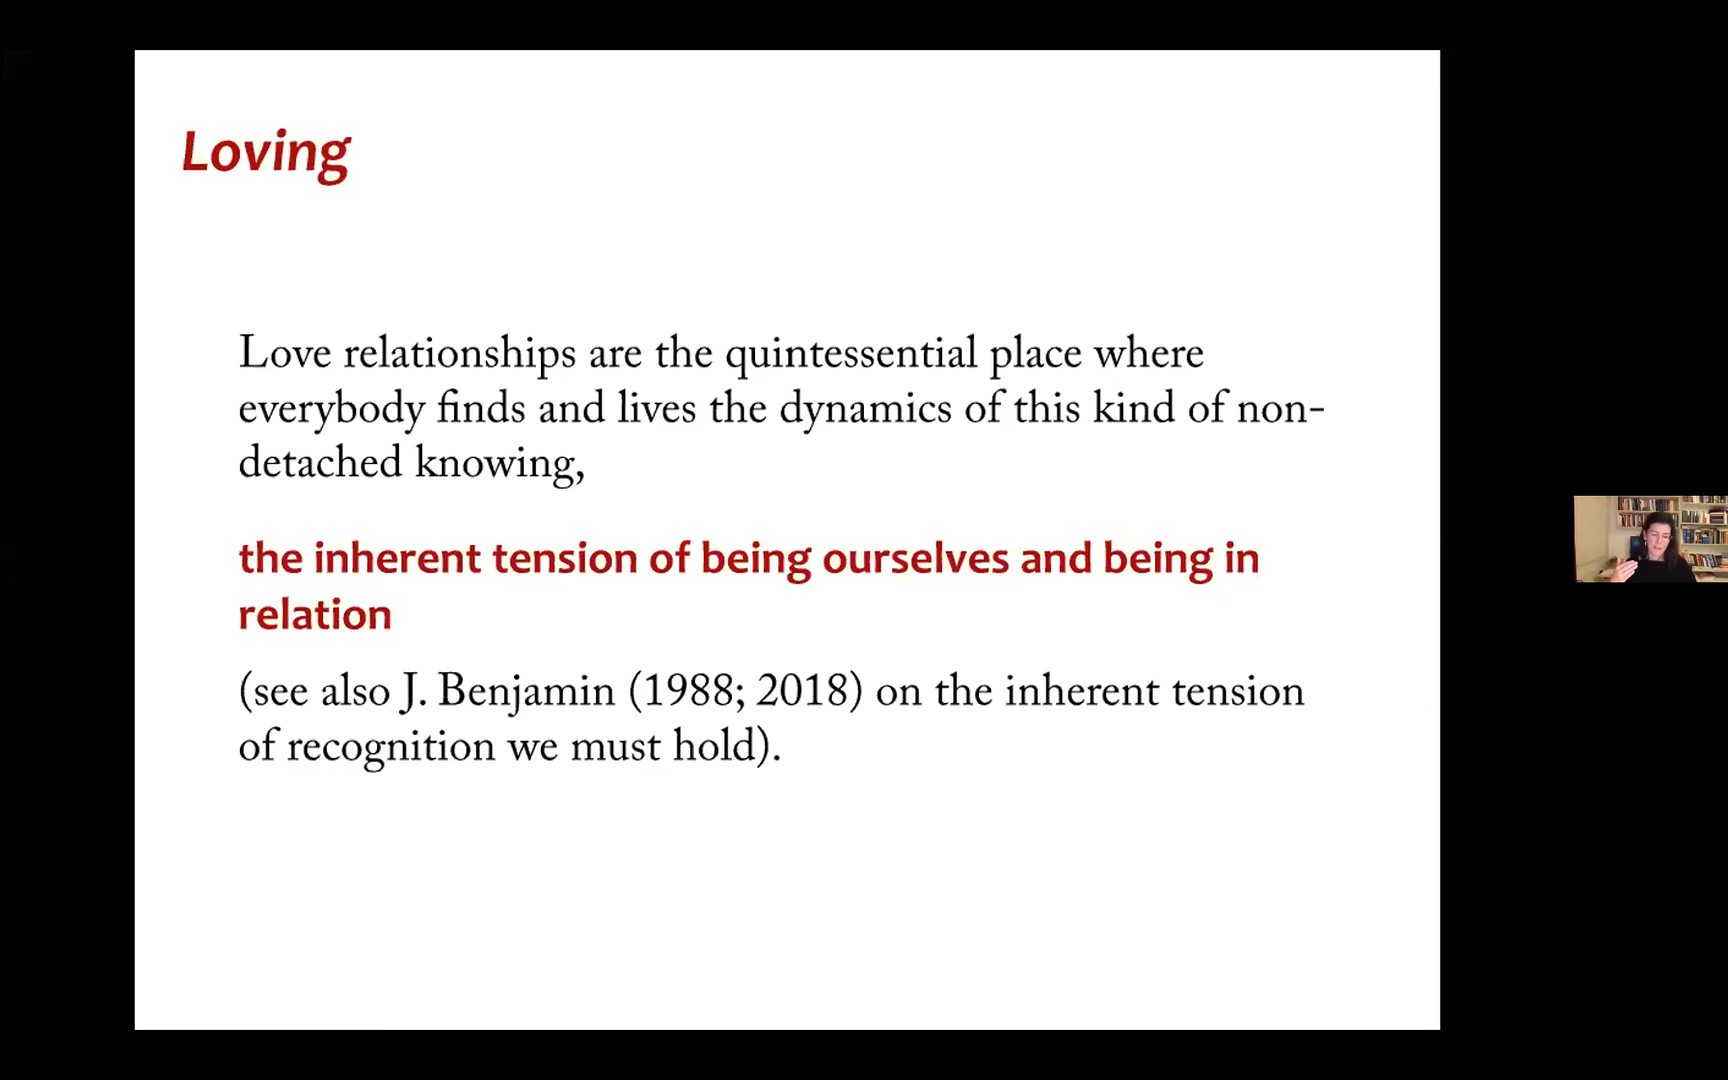 Loving
Love relationships are the quintessential place where
everybody finds and lives the dynamics of this kind of non-
detached knowing,
the inherent tension of being ourselves and being in
relation
(see also J. Benjamin (1988; 2018) on the inherent tension
of recognition we must hold).